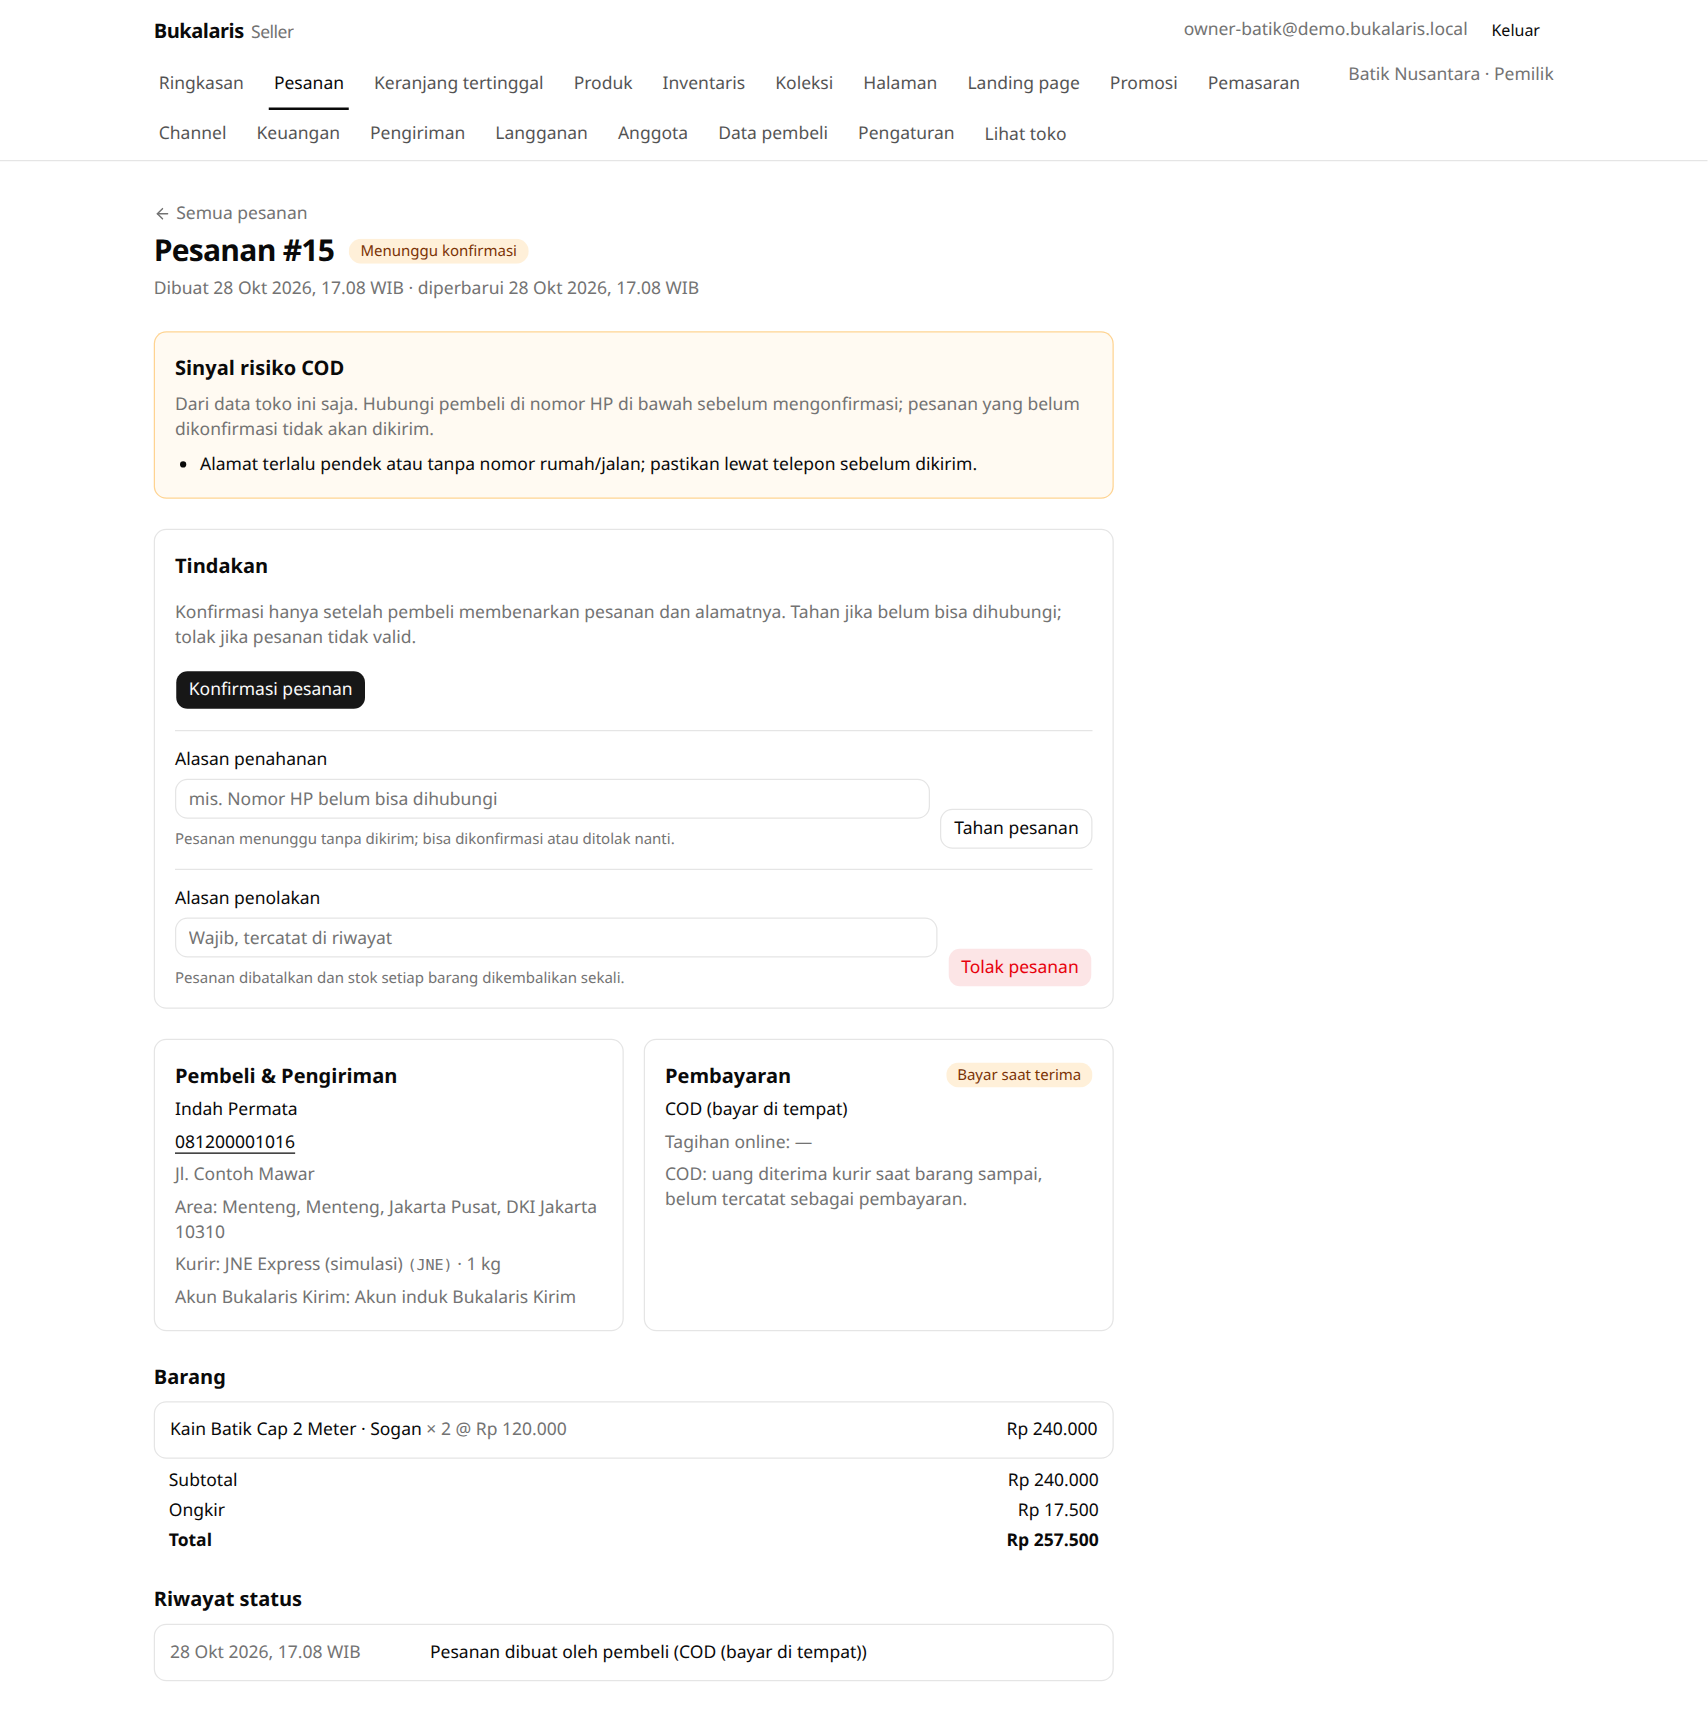 Bukalaris Seller
owner-batik@demo.bukalaris.local Keluar
Ringkasan Pesanan Keranjang tertinggal Produk Inventaris Koleksi Halaman Landing page Promosi Pemasaran
Batik Nusantara · Pemilik
Channel Keuangan Pengiriman Langganan Anggota Data pembeli Pengaturan Lihat toko
← Semua pesanan
Pesanan #15 Menunggu konfirmasi
Dibuat 28 Okt 2026, 17.08 WIB · diperbarui 28 Okt 2026, 17.08 WIB
Sinyal risiko COD
Dari data toko ini saja. Hubungi pembeli di nomor HP di bawah sebelum mengonfirmasi; pesanan yang belum
dikonfirmasi tidak akan dikirim.
• Alamat terlalu pendek atau tanpa nomor rumah/jalan; pastikan lewat telepon sebelum dikirim.
Tindakan
Konfirmasi hanya setelah pembeli membenarkan pesanan dan alamatnya. Tahan jika belum bisa dihubungi;
tolak jika pesanan tidak valid.
Konfirmasi pesanan
Alasan penahanan
mis. Nomor HP belum bisa dihubungi
Tahan pesanan
Pesanan menunggu tanpa dikirim; bisa dikonfirmasi atau ditolak nanti.
Alasan penolakan
Wajib, tercatat di riwayat
Tolak pesanan
Pesanan dibatalkan dan stok setiap barang dikembalikan sekali.
Pembeli & Pengiriman
Indah Permata
081200001016
Jl. Contoh Mawar
Area: Menteng, Menteng, Jakarta Pusat, DKI Jakarta
10310
Kurir: JNE Express (simulasi) (JNE) · 1 kg
Akun Bukalaris Kirim: Akun induk Bukalaris Kirim
Pembayaran Bayar saat terima
COD (bayar di tempat)
Tagihan online: —
COD: uang diterima kurir saat barang sampai,
belum tercatat sebagai pembayaran.
Barang
Kain Batik Cap 2 Meter · Sogan × 2 @ Rp 120.000 Rp 240.000
Subtotal Rp 240.000
Ongkir Rp 17.500
Total Rp 257.500
Riwayat status
28 Okt 2026, 17.08 WIB Pesanan dibuat oleh pembeli (COD (bayar di tempat))